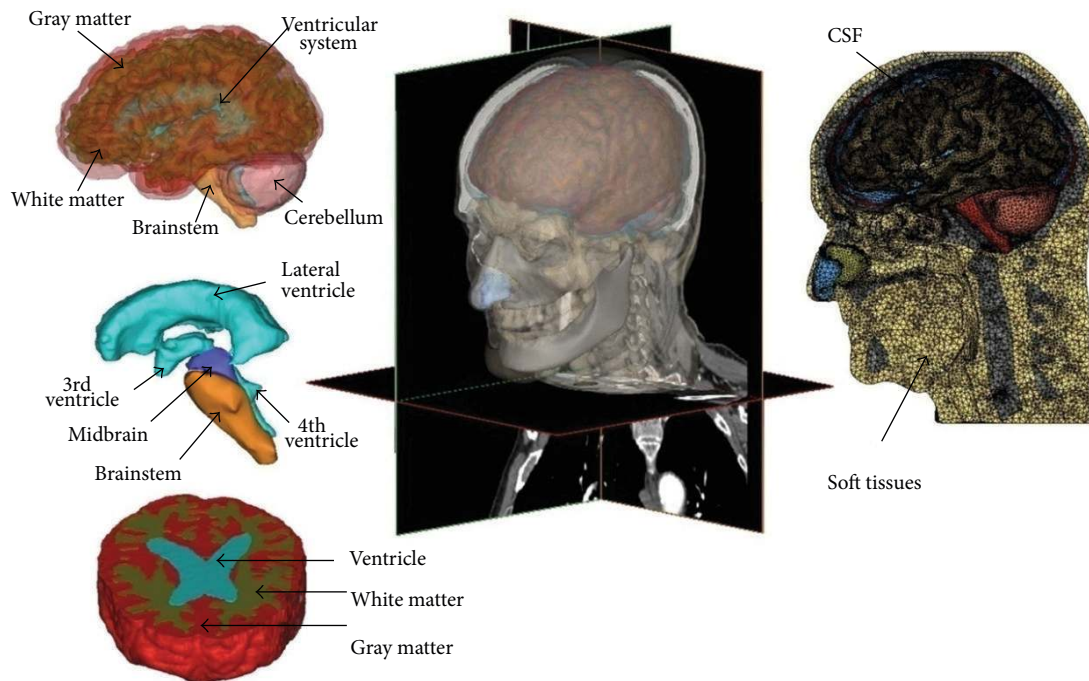 Gray matter
Ventricular
system
White matter
Brainstem
Cerebellum
Lateral
ventricle
3rd
ventricle
Midbrain
4th
ventricle
Brainstem
Ventricle
White matter
Gray matter
CSF
Soft tissues